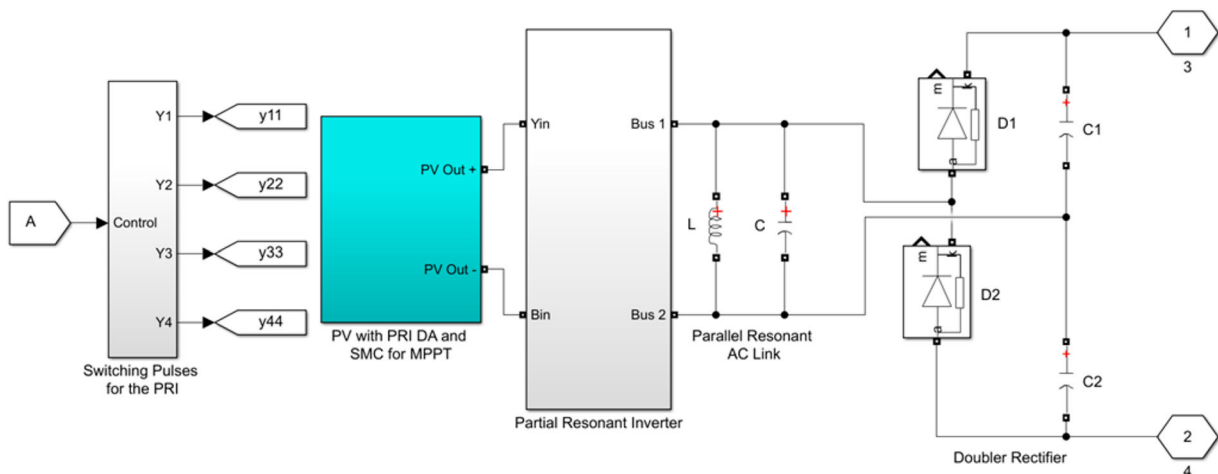 A
Control
Y1
Y2
Y3
Y4
Switching Pulses
for the PRI
y11
y22
y33
y44
PV Out +
PV Out -
PV with PRI DA and
SMC for MPPT
Yin
Bin
Bus 1
Bus 2
Partial Resonant Inverter
L
C
Parallel Resonant
AC Link
m
k
a
D1
m
k
a
D2
C1
C2
Doubler Rectifier
1
3
2
4